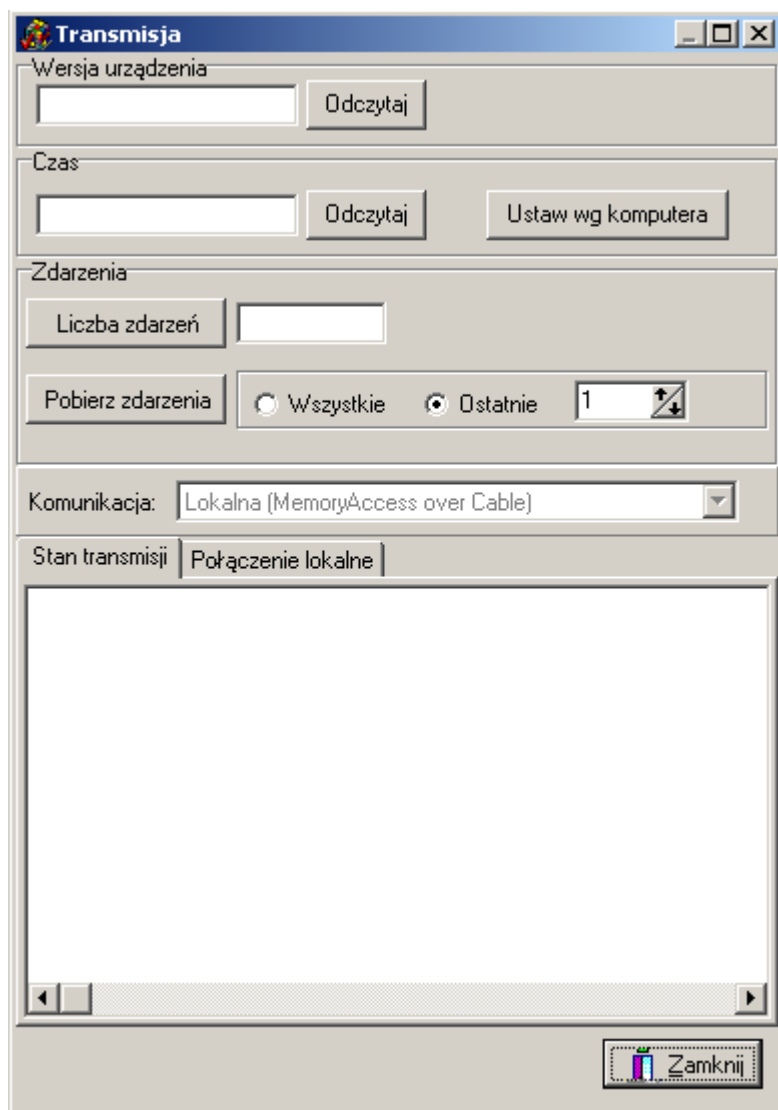 Transmisja
Wersja urządzenia
Odczytaj
Czas
Odczytaj Ustaw wg komputera
Zdarzenia
Liczba zdarzeń
Pobierz zdarzenia Wszystkie Ostatnie 1
Komunikacja: Lokalna (MemoryAccess over Cable)
Stan transmisji Połączenie lokalne
Zamknij